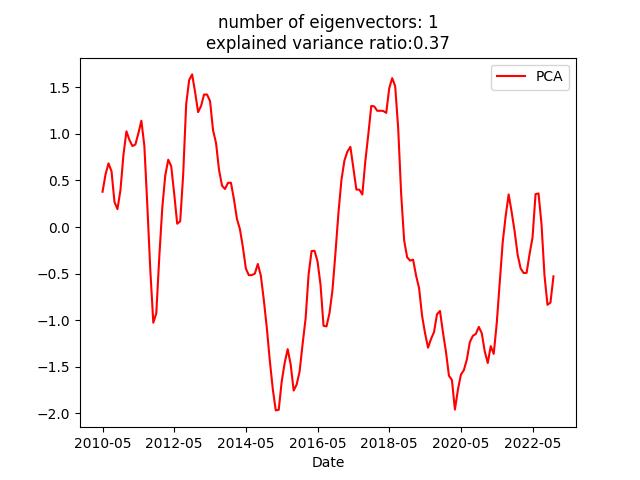 number of eigenvectors: 1
explained variance ratio:0.37
PCA
1.5
1.0
0.5
0.0
−0.5
−1.0
−1.5
−2.0
2010-05 2012-05 2014-05 2016-05 2018-05 2020-05 2022-05
Date